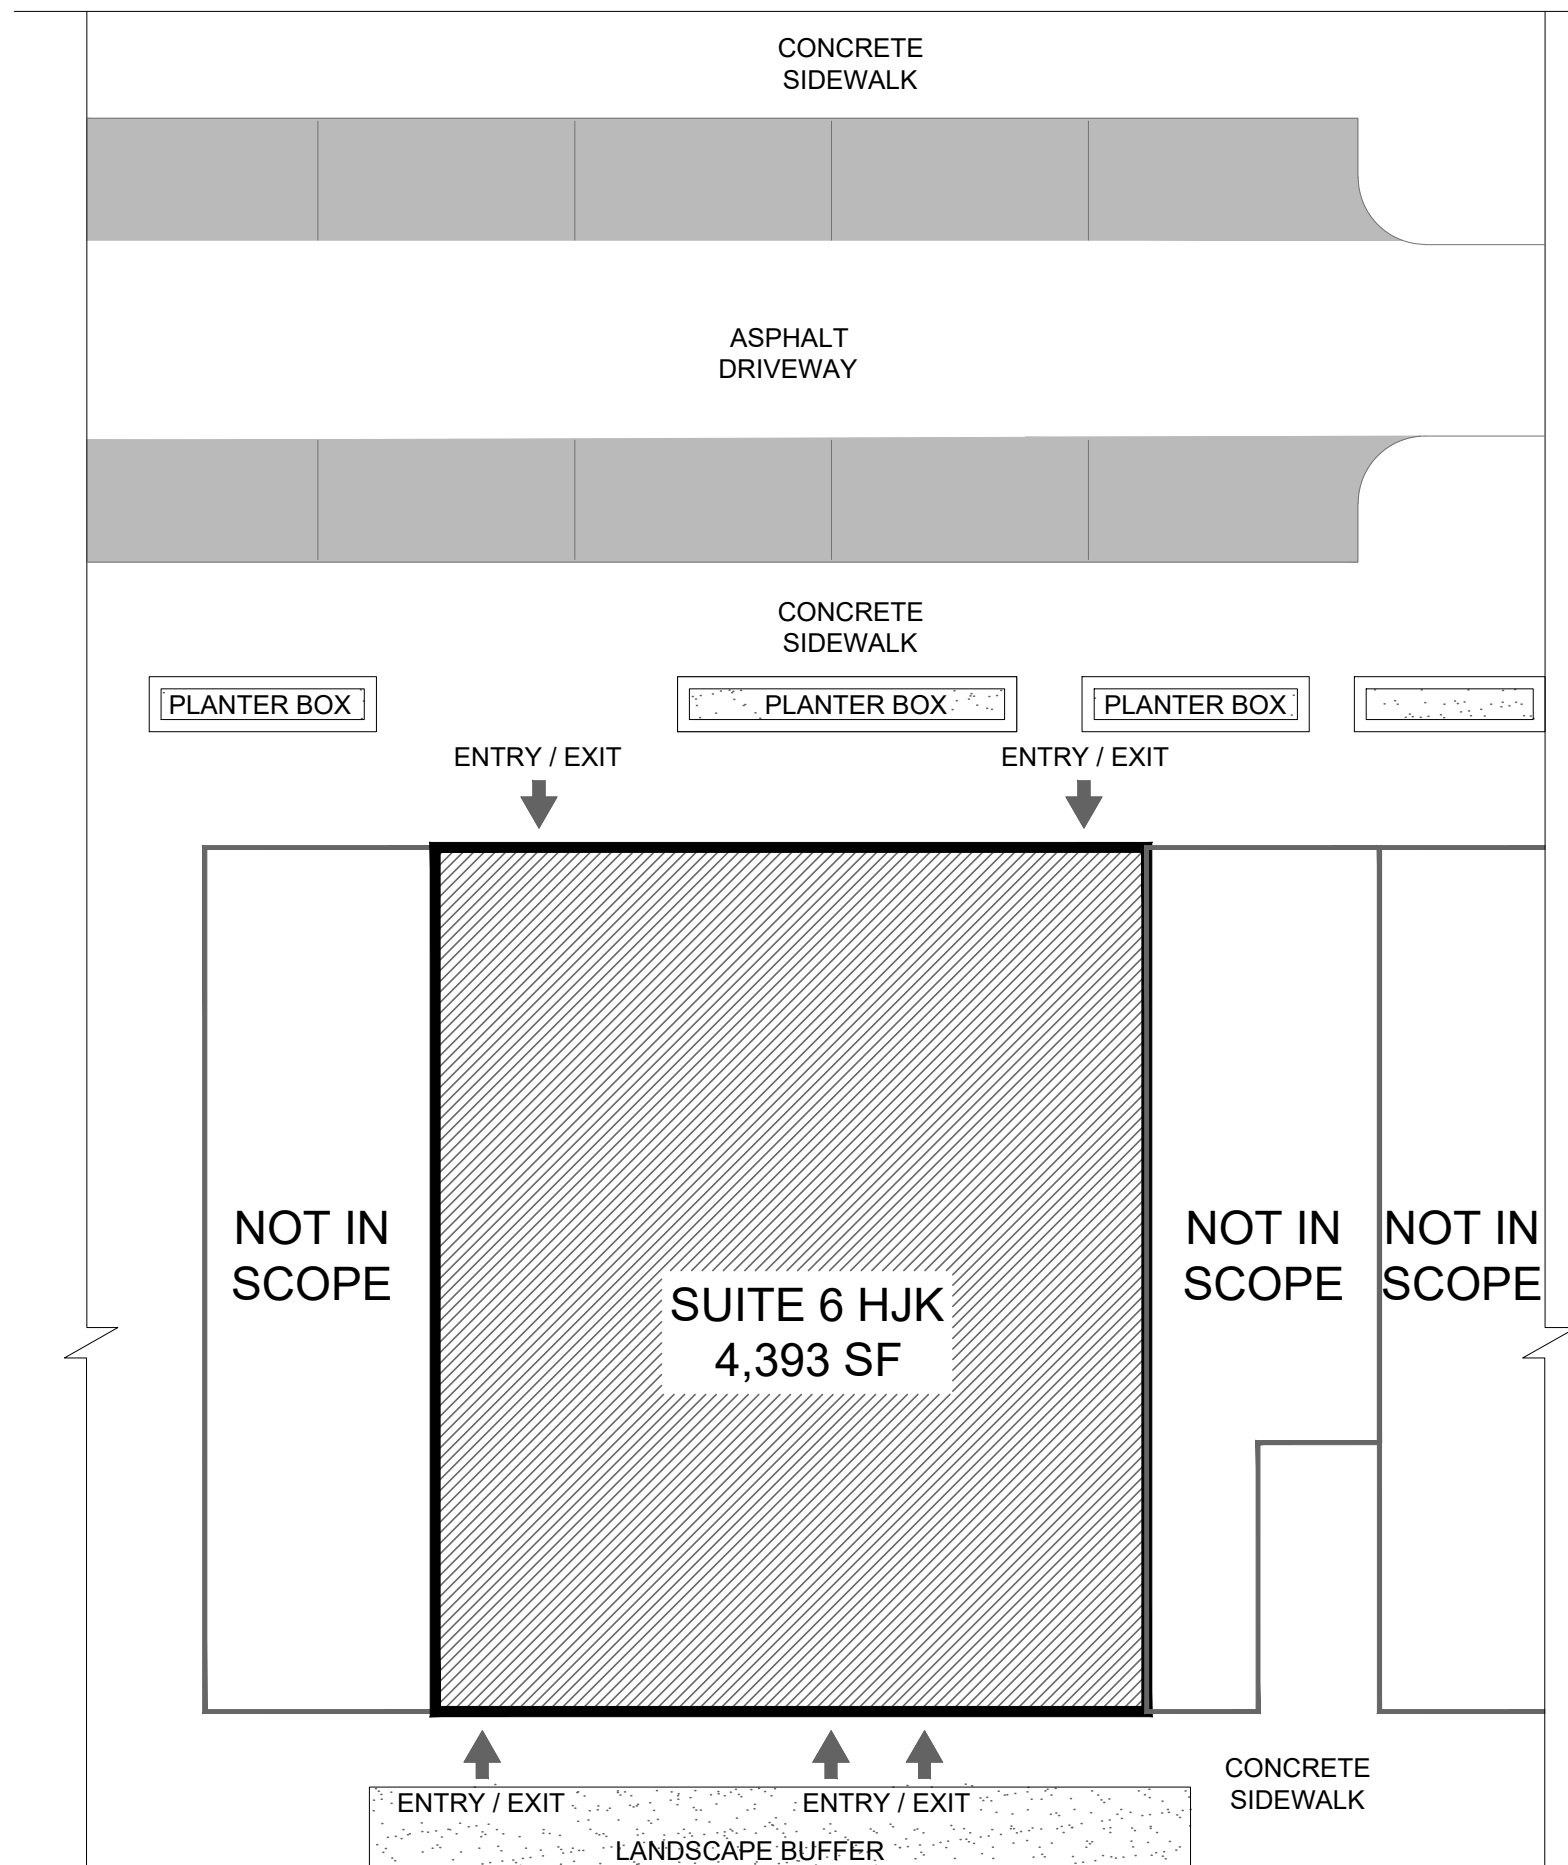 CONCRETE
SIDEWALK
ASPHALT
DRIVEWAY
CONCRETE
SIDEWALK
PLANTER BOX
PLANTER BOX
PLANTER BOX
ENTRY / EXIT
ENTRY / EXIT
NOT IN
SCOPE
NOT IN
SCOPE
NOT IN
SCOPE
SUITE 6 HJK
4,393 SF
CONCRETE
SIDEWALK
ENTRY / EXIT
ENTRY / EXIT
LANDSCAPE BUFFER